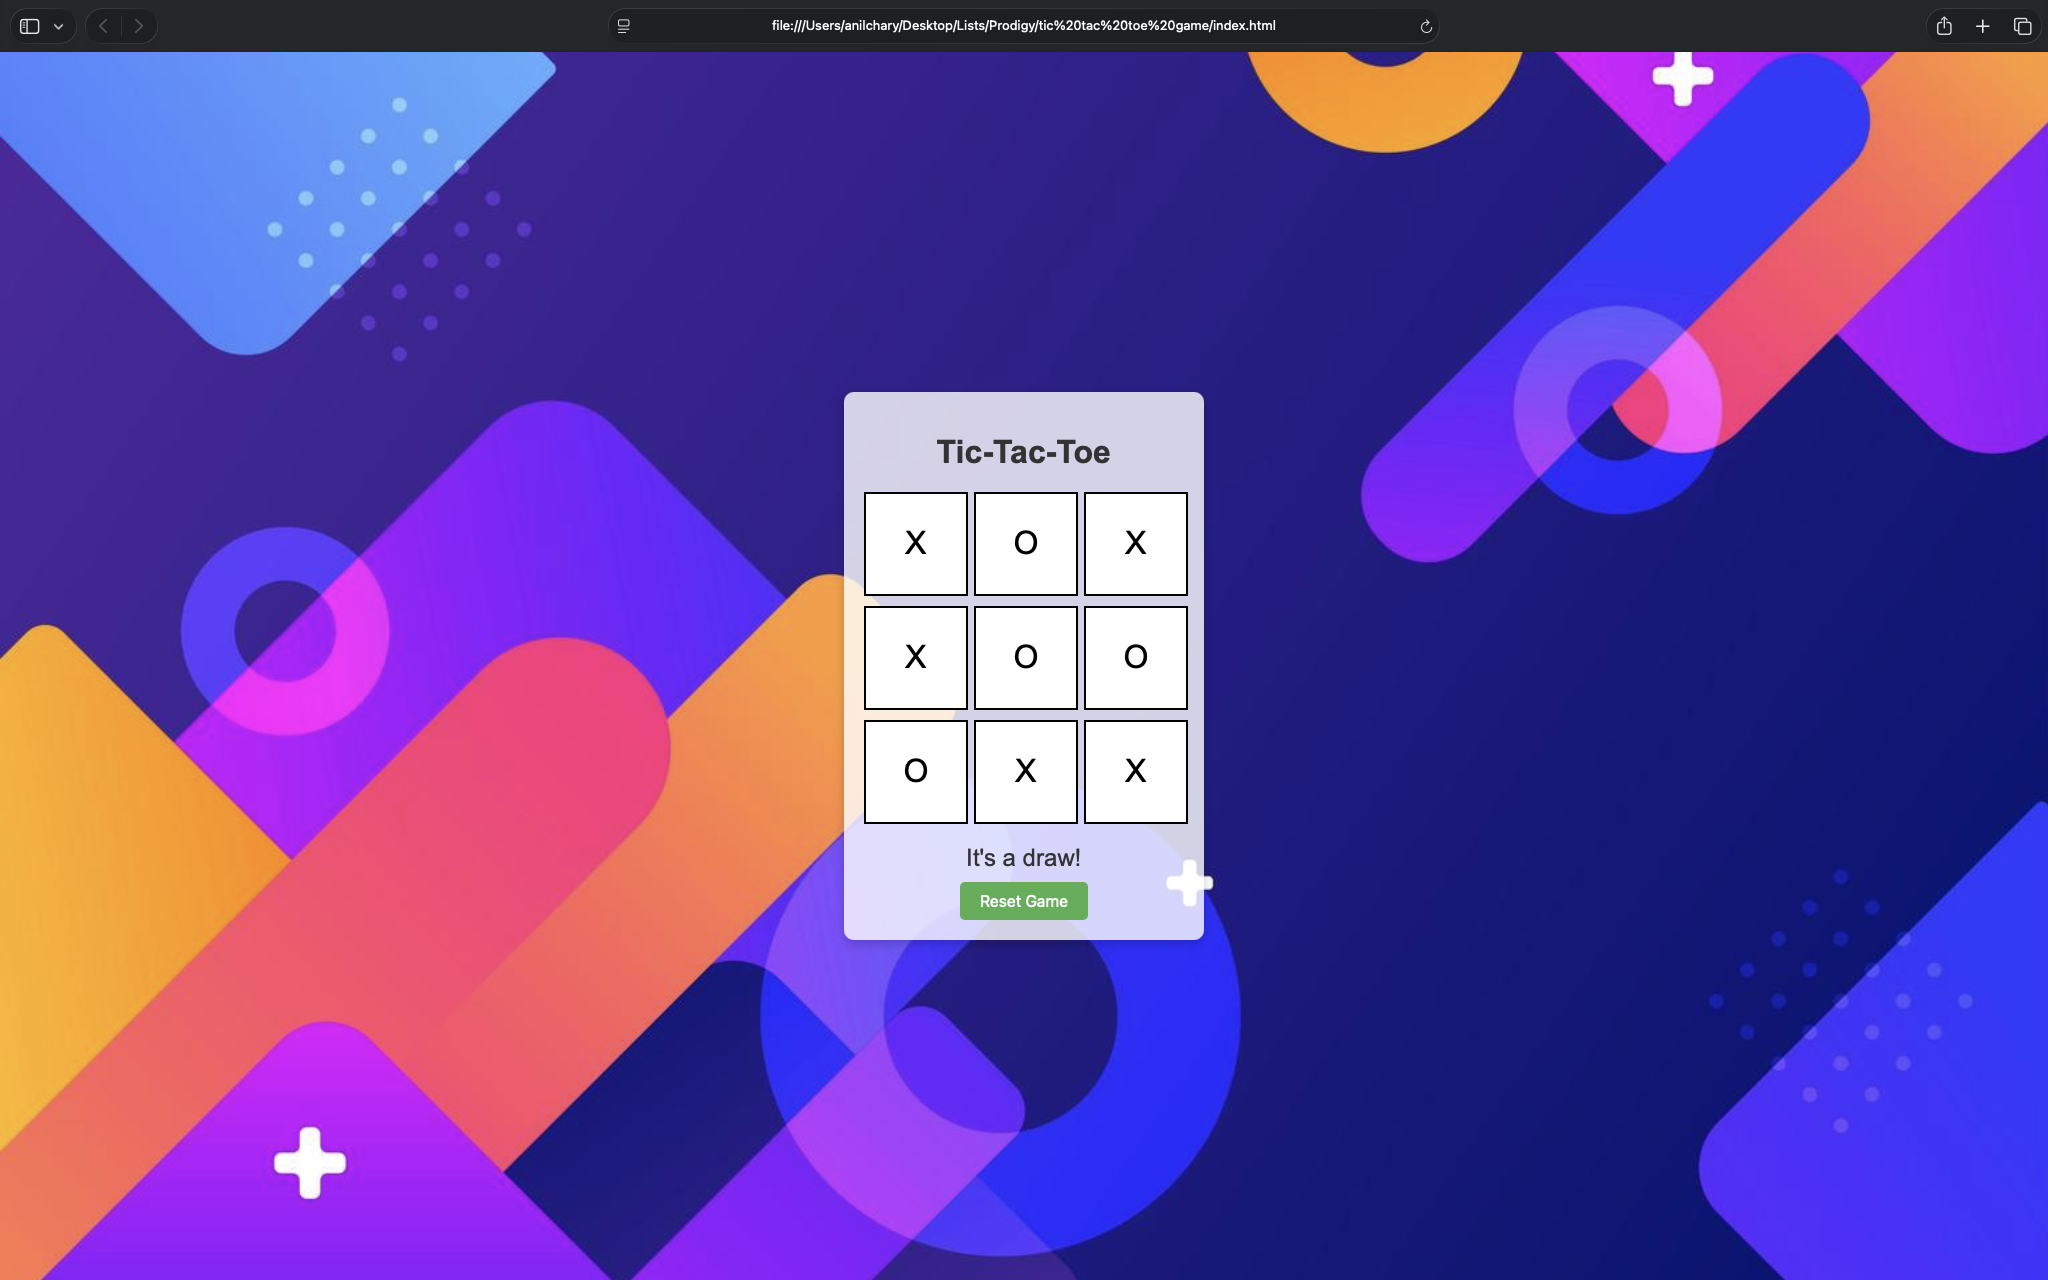 file:///Users/anilchary/Desktop/Lists/Prodigy/tic%20tac%20toe%20game/index.html
Tic-Tac-Toe
X O X
X O O
O X X
It's a draw!
Reset Game